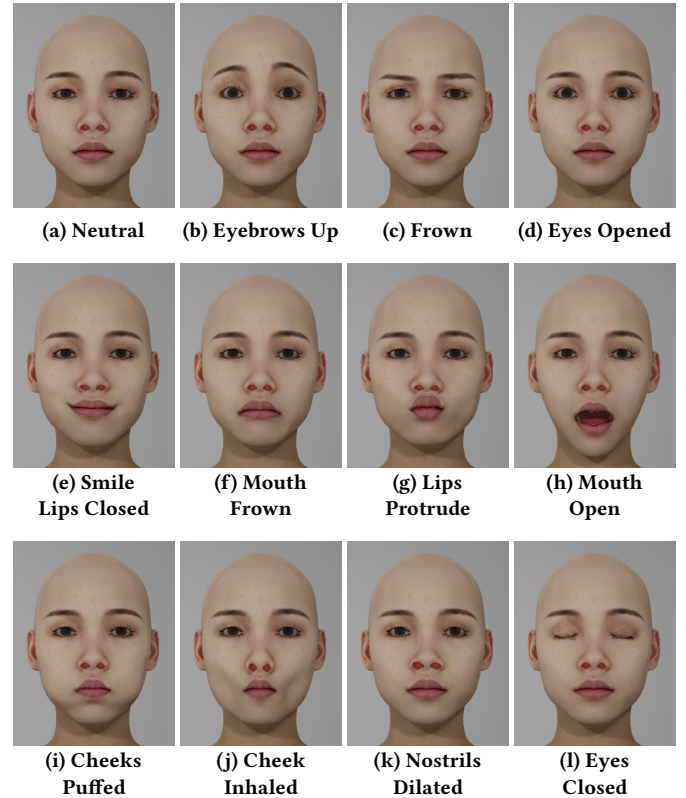 (a) Neutral
(b) Eyebrows Up
(c) Frown
(d) Eyes Opened
(e) Smile
Lips Closed
(f) Mouth
Frown
(g) Lips
Protrude
(h) Mouth
Open
(i) Cheeks
Puffed
(j) Cheek
Inhaled
(k) Nostrils
Dilated
(l) Eyes
Closed